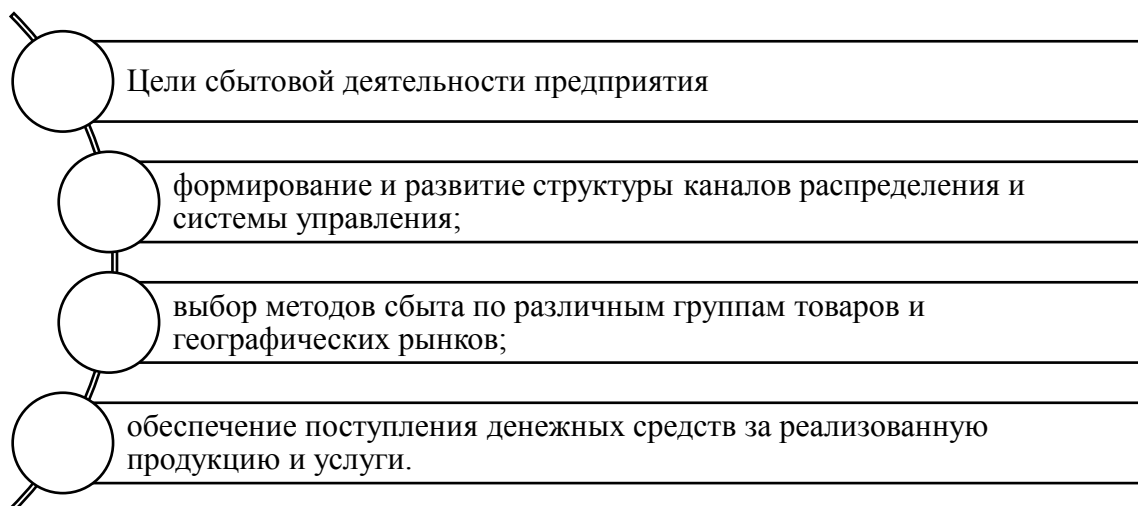 Цели сбытовой деятельности предприятия
формирование и развитие структуры каналов распределения и
системы управления;
выбор методов сбыта по различным группам товаров и
географических рынков;
обеспечение поступления денежных средств за реализованную
продукцию и услуги.